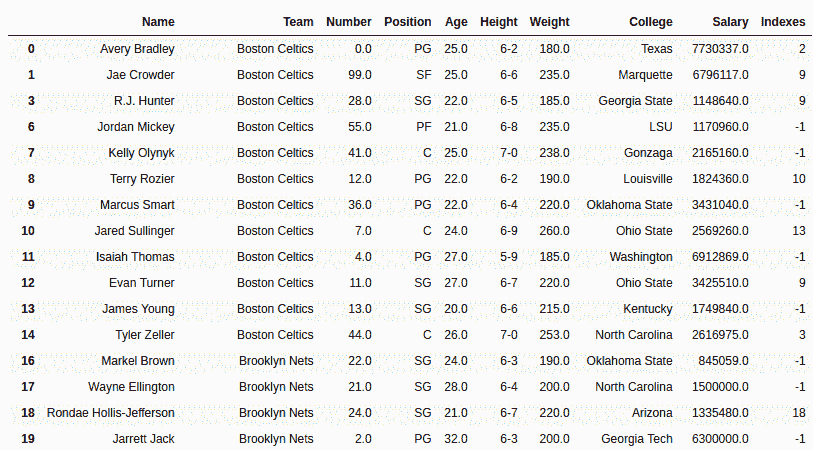 Name Team Number Position Age Height Weight College Salary Indexes
0 Avery Bradley Boston Celtics 0.0 PG 25.0 6-2 180.0 Texas 7730337.0 2
1 Jae Crowder Boston Celtics 99.0 SF 25.0 6-6 235.0 Marquette 6796117.0 9
3 R.J. Hunter Boston Celtics 28.0 SG 22.0 6-5 185.0 Georgia State 1148640.0 9
6 Jordan Mickey Boston Celtics 55.0 PF 21.0 6-8 235.0 LSU 1170960.0 -1
7 Kelly Olynyk Boston Celtics 41.0 C 25.0 7-0 238.0 Gonzaga 2165160.0 -1
8 Terry Rozier Boston Celtics 12.0 PG 22.0 6-2 190.0 Louisville 1824360.0 10
9 Marcus Smart Boston Celtics 36.0 PG 22.0 6-4 220.0 Oklahoma State 3431040.0 -1
10 Jared Sullinger Boston Celtics 7.0 C 24.0 6-9 260.0 Ohio State 2569260.0 13
11 Isaiah Thomas Boston Celtics 4.0 PG 27.0 5-9 185.0 Washington 6912869.0 -1
12 Evan Turner Boston Celtics 11.0 SG 27.0 6-7 220.0 Ohio State 3425510.0 9
13 James Young Boston Celtics 13.0 SG 20.0 6-6 215.0 Kentucky 1749840.0 -1
14 Tyler Zeller Boston Celtics 44.0 C 26.0 7-0 253.0 North Carolina 2616975.0 3
16 Markel Brown Brooklyn Nets 22.0 SG 24.0 6-3 190.0 Oklahoma State 845059.0 -1
17 Wayne Ellington Brooklyn Nets 21.0 SG 28.0 6-4 200.0 North Carolina 1500000.0 -1
18 Rondae Hollis-Jefferson Brooklyn Nets 24.0 SG 21.0 6-7 220.0 Arizona 1335480.0 18
19 Jarrett Jack Brooklyn Nets 2.0 PG 32.0 6-3 200.0 Georgia Tech 6300000.0 -1